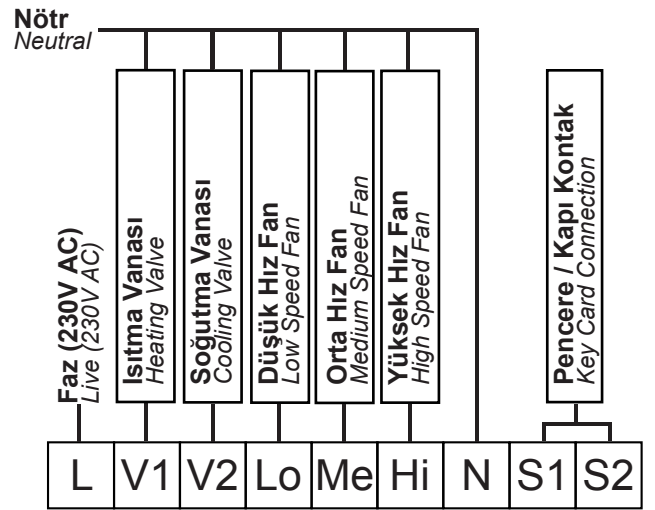 Nötr
Neutral
Faz (230V AC)
Live (230V AC)
Isıtma Vanası
Heating Valve
Soğutma Vanası
Cooling Valve
Düşük Hız Fan
Low Speed Fan
Orta Hız Fan
Medium Speed Fan
Yüksek Hız Fan
High Speed Fan
Pencere / Kapı Kontak
Key Card Connection
L V1 V2 Lo Me Hi N S1 S2